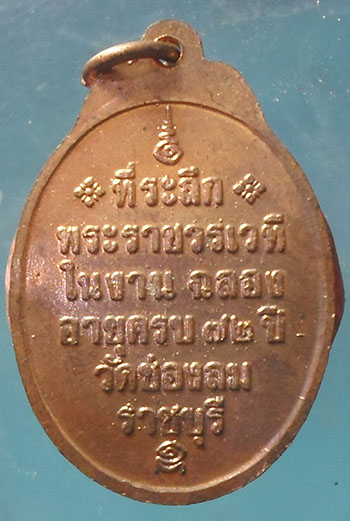 ที่ระลึก
พระราชวรเวที
ในงาน ฉลอง
อายุครบ ๗๒ ปี
วัดช่องลม
ราชบุรี